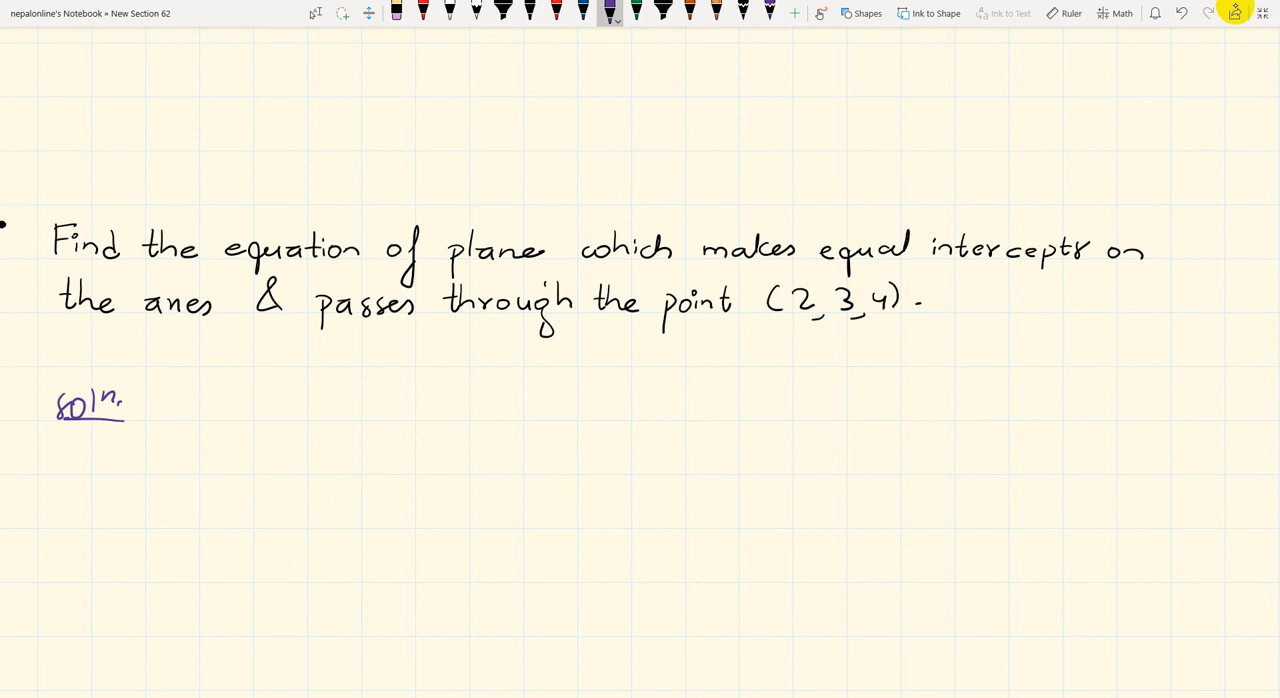 nepalonline's Notebook » New Section 62
Shapes Ink to Shape Ink to Text Ruler Math
Find the equation of plane which makes equal intercepts on
the axes & passes through the point (2, 3, 4).
soln.